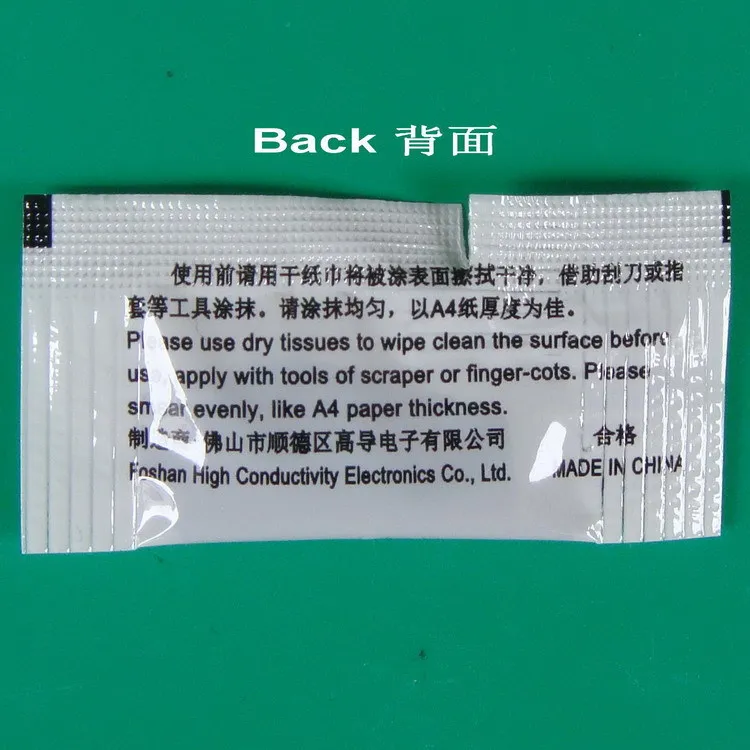 Back 背面
使用前请用干纸巾将被涂表面擦拭干净，借助刮刀或指
套等工具涂抹。请涂抹均匀，以A4纸厚度为佳。
Please use dry tissues to wipe clean the surface before
use, apply with tools of scraper or finger-cots. Please
smear evenly, like A4 paper thickness.
制造商 佛山市顺德区高导电子有限公司 合格
Foshan High Conductivity Electronics Co., Ltd. MADE IN CHINA